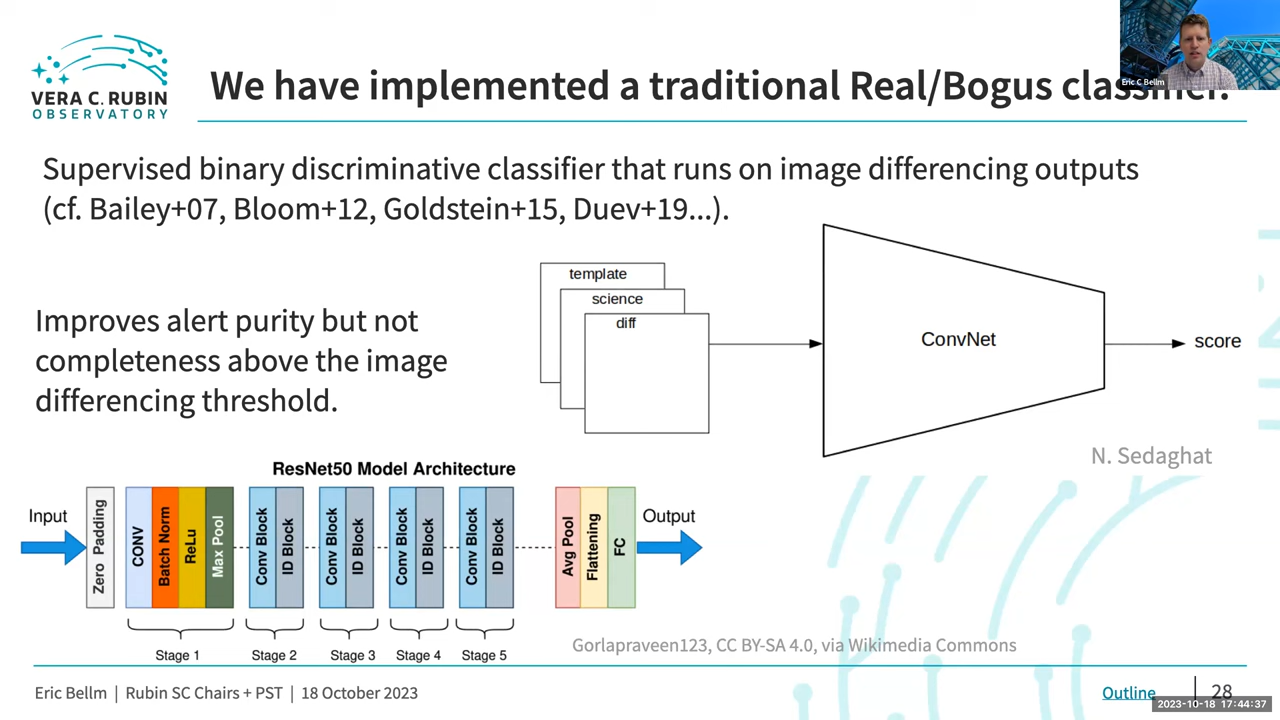 VERA C. RUBIN
OBSERVATORY
We have implemented a traditional Real/Bogus classifier.
Eric C Bellm
Supervised binary discriminative classifier that runs on image differencing outputs
(cf. Bailey+07, Bloom+12, Goldstein+15, Duev+19...).
Improves alert purity but not
completeness above the image
differencing threshold.
template
science
diff
ConvNet
score
N. Sedaghat
ResNet50 Model Architecture
Input
Zero Padding
CONV
Batch Norm
ReLu
Max Pool
Conv Block
ID Block
Conv Block
ID Block
Conv Block
ID Block
Conv Block
ID Block
Avg Pool
Flattening
FC
Output
Stage 1
Stage 2
Stage 3
Stage 4
Stage 5
Gorlapraveen123, CC BY-SA 4.0, via Wikimedia Commons
Eric Bellm | Rubin SC Chairs + PST | 18 October 2023
Outline
28
2023-10-18 17:44:37